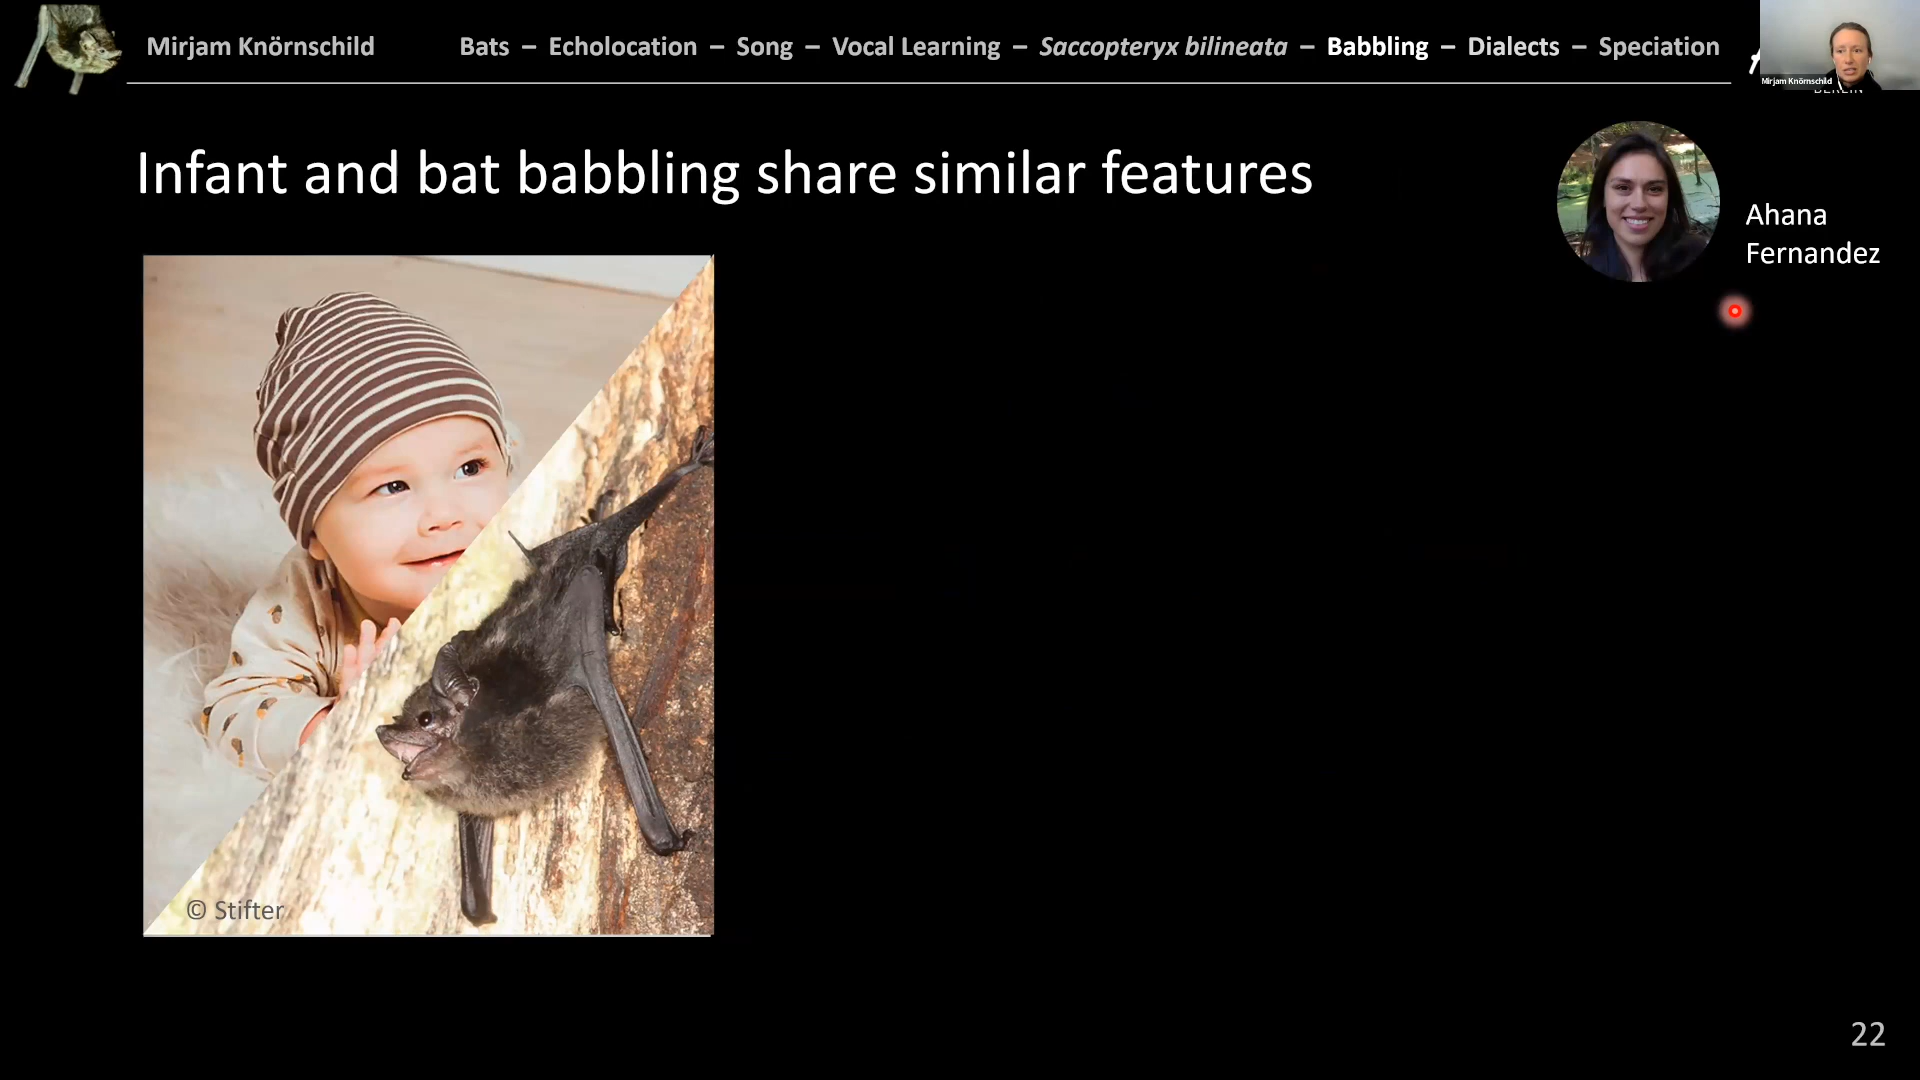 Mirjam Knörnschild
Bats – Echolocation – Song – Vocal Learning – Saccopteryx bilineata – Babbling – Dialects – Speciation
Mirjam Knörnschild
BERLIN
Infant and bat babbling share similar features
Ahana
Fernandez
© Stifter
22